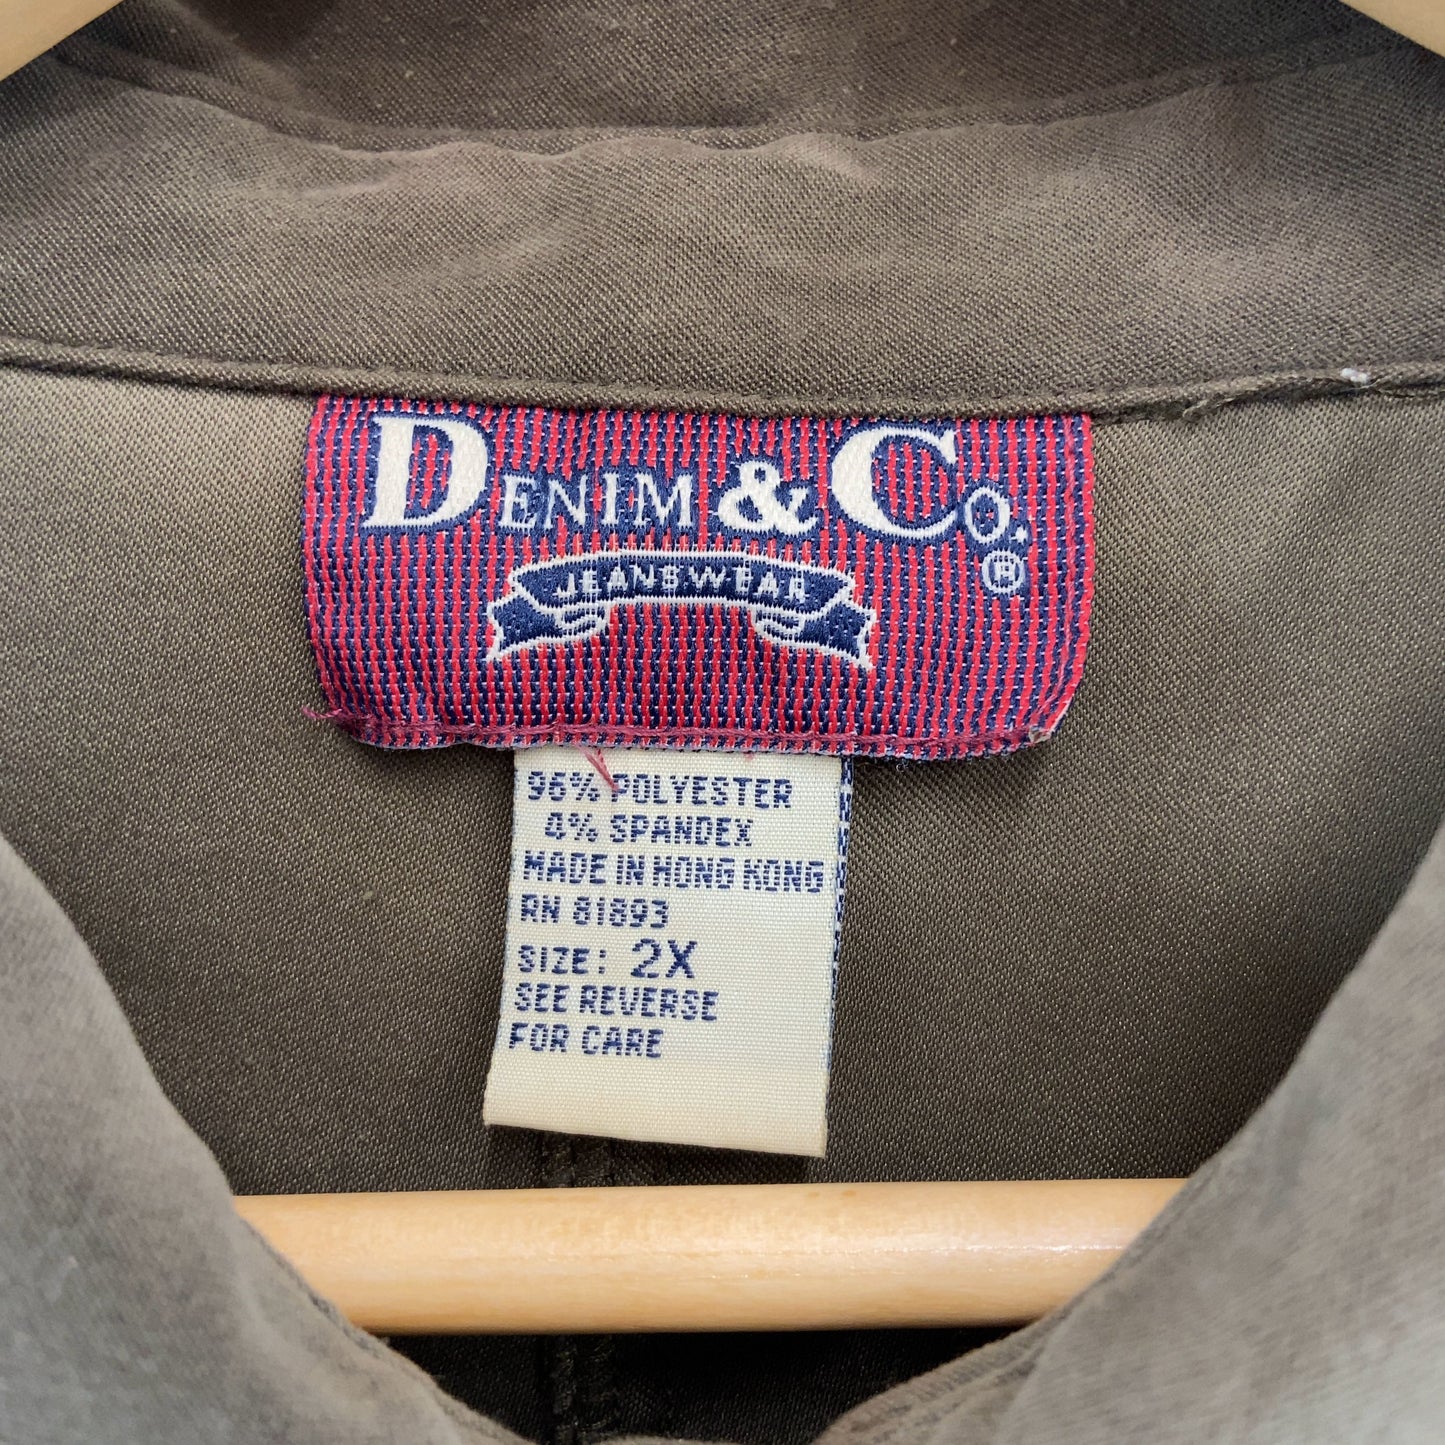 DENIM & CO.®
JEANSWEAR
96% POLYESTER
4% SPANDEX
MADE IN HONG KONG
RN 81893
SIZE: 2X
SEE REVERSE
FOR CARE